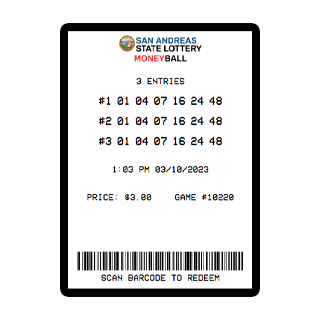 SAN ANDREAS
STATE LOTTERY
MONEYBALL
3 ENTRIES
#1 01 04 07 16 24 48
#2 01 04 07 16 24 48
#3 01 04 07 16 24 48
1:03 PM 03/10/2023
PRICE: $3.00 GAME #10220
SCAN BARCODE TO REDEEM